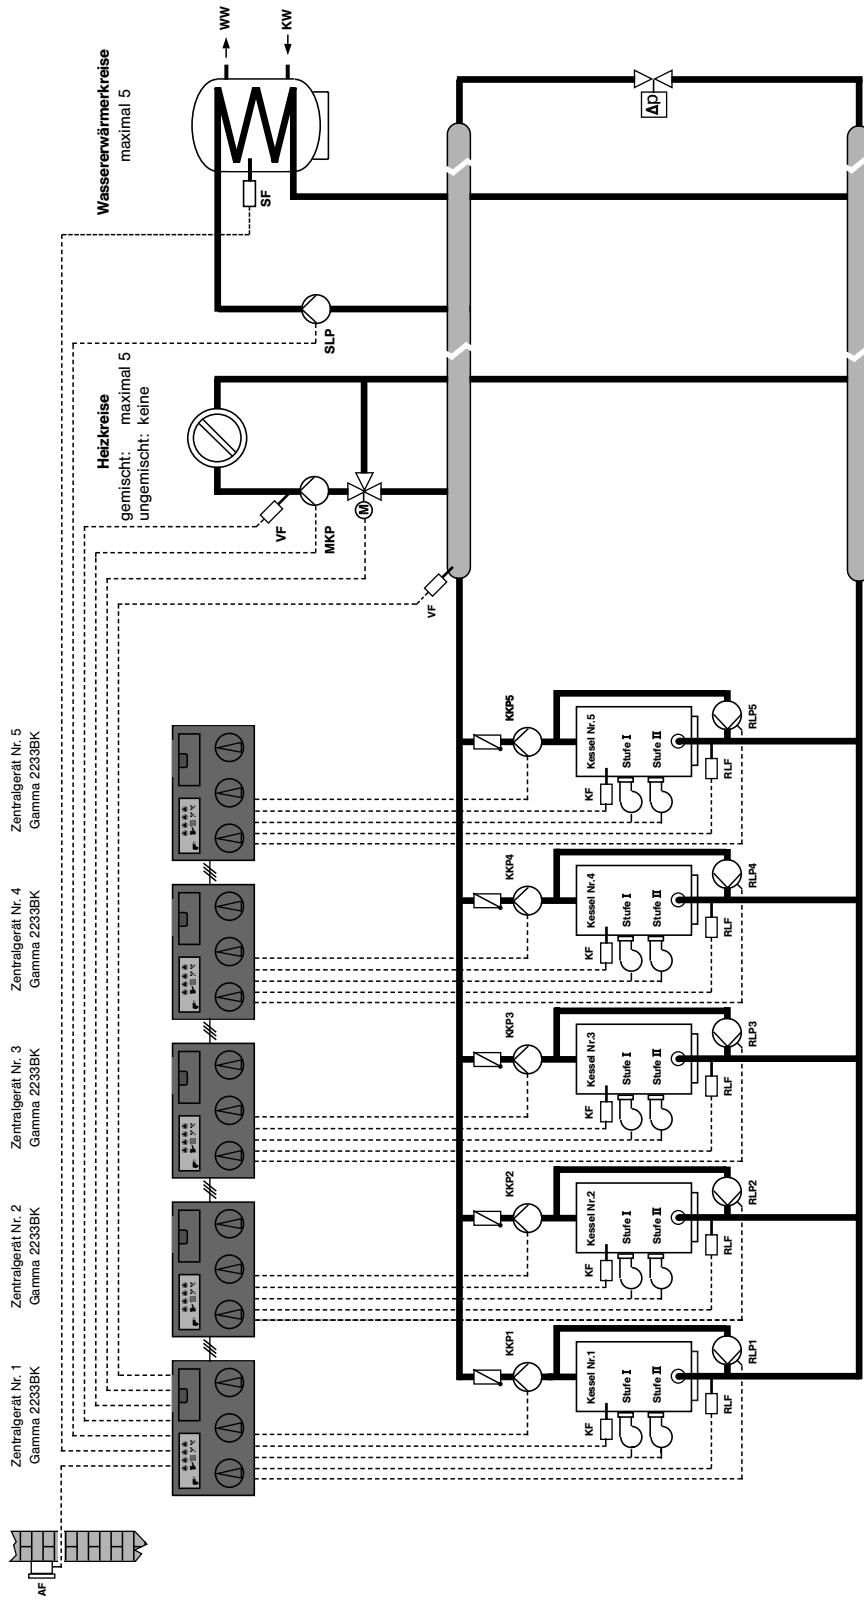 Zentralgerät Nr. 1
Gamma 2233BK
Zentralgerät Nr. 2
Gamma 2233BK
Zentralgerät Nr. 3
Gamma 2233BK
Zentralgerät Nr. 4
Gamma 2233BK
Zentralgerät Nr. 5
Gamma 2233BK
Heizkreise
gemischt: maximal 5
ungemischt: keine
Wassererwärmerkreise
maximal 5
AF
WW
KW
SF
SLP
VF
MKP
M
VF
Δp
KKP1
KF
Kessel Nr.1
Stufe I
Stufe II
RLF
RLP1
KKP2
KF
Kessel Nr.2
Stufe I
Stufe II
RLF
RLP2
KKP3
KF
Kessel Nr.3
Stufe I
Stufe II
RLF
RLP3
KKP4
KF
Kessel Nr.4
Stufe I
Stufe II
RLF
RLP4
KKP5
KF
Kessel Nr.5
Stufe I
Stufe II
RLF
RLP5